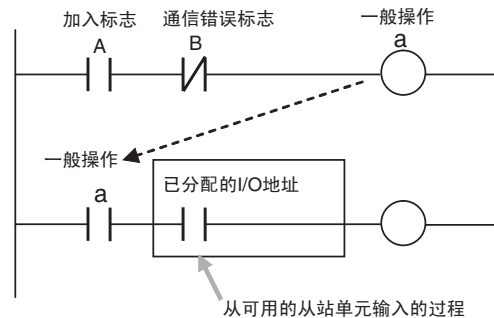 加入标志 通信错误标志 一般操作
A B a
一般操作
已分配的I/O地址
a
从可用的从站单元输入的过程